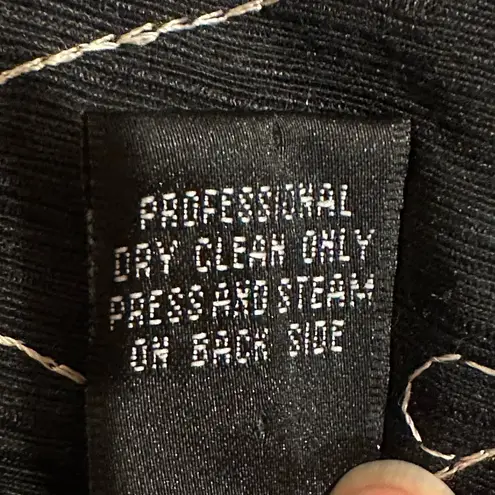 PROFESSIONAL
DRY CLEAN ONLY
PRESS AND STEAM
ON BACK SIDE